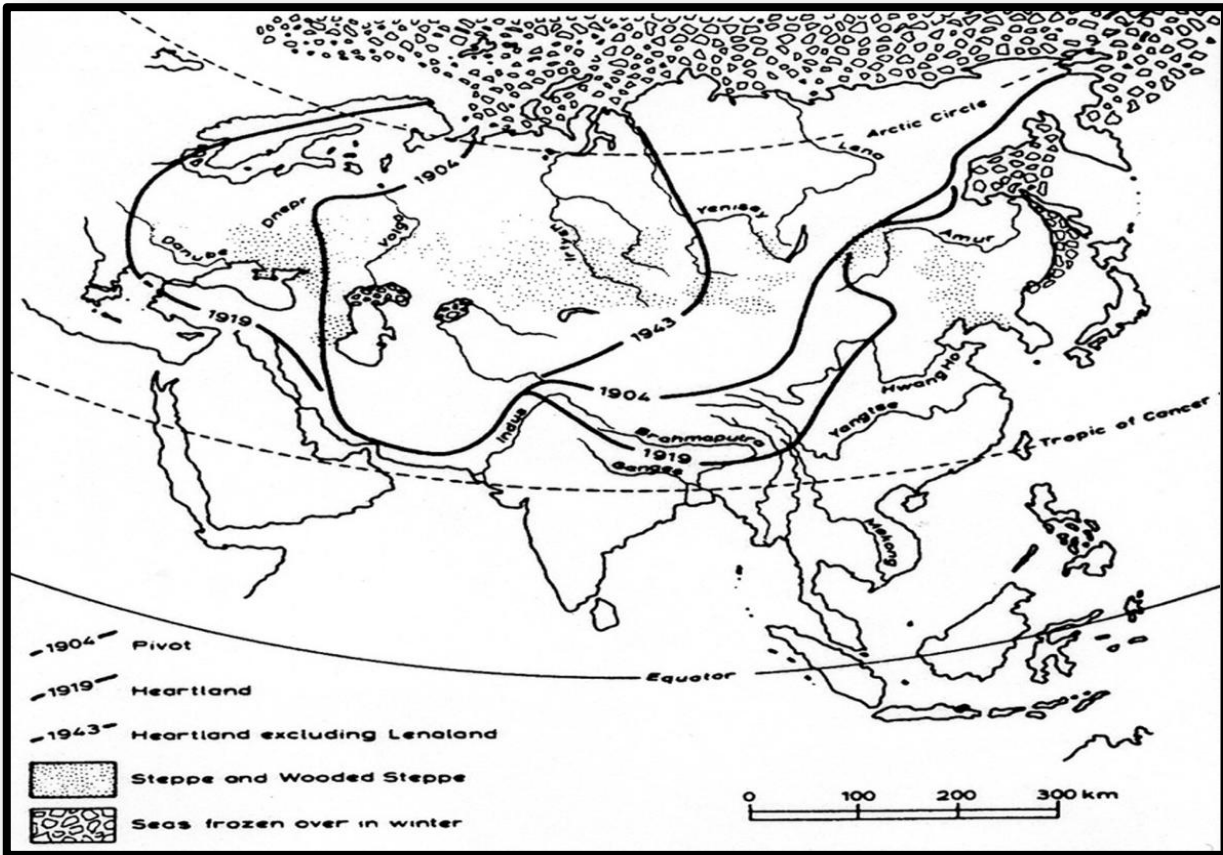 Arctic Circle
Lena
1904
Dnepr
Volga
Yenisey
Irtysh
Amur
Danube
1919
1943
1904
Hwang Ho
Indus
Yangtse
Brahmaputra
Tropic of Cancer
1919
Ganges
Mekong
Equator
1904 Pivot
1919 Heartland
1943 Heartland excluding Lenaland
Steppe and Wooded Steppe
Seas frozen over in winter
0 100 200 300 km